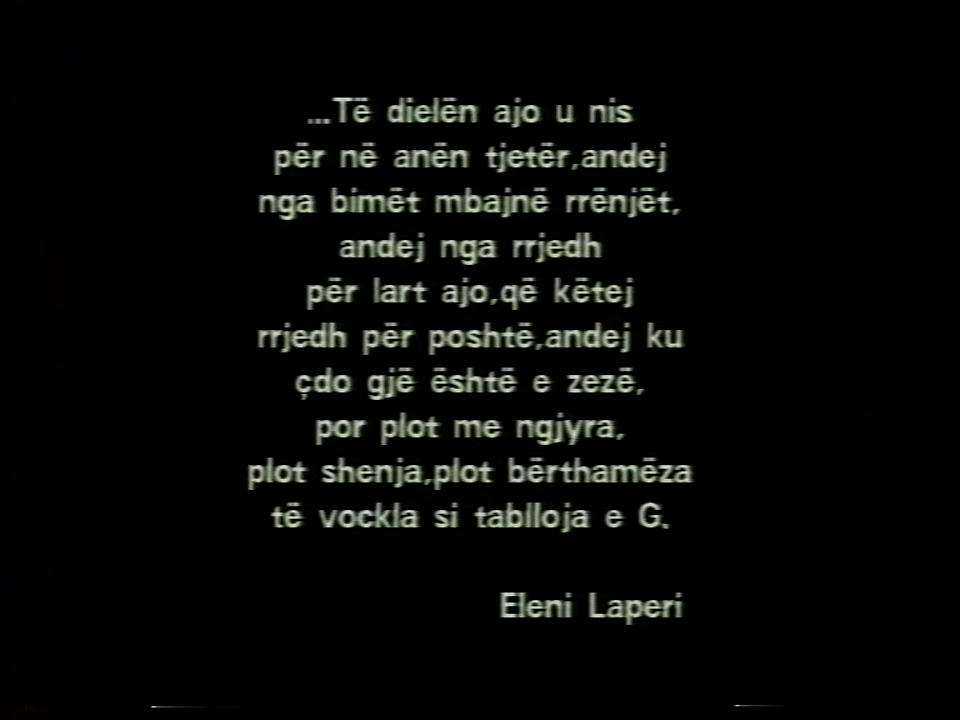 ...Të dielën ajo u nis
për në anën tjetër,andej
nga bimët mbajnë rrënjët,
andej nga rrjedh
për lart ajo,që këtej
rrjedh për poshtë,andej ku
çdo gjë është e zezë,
por plot me ngjyra,
plot shenja,plot bërthamëza
të vockla si tablloja e G.
Eleni Laperi